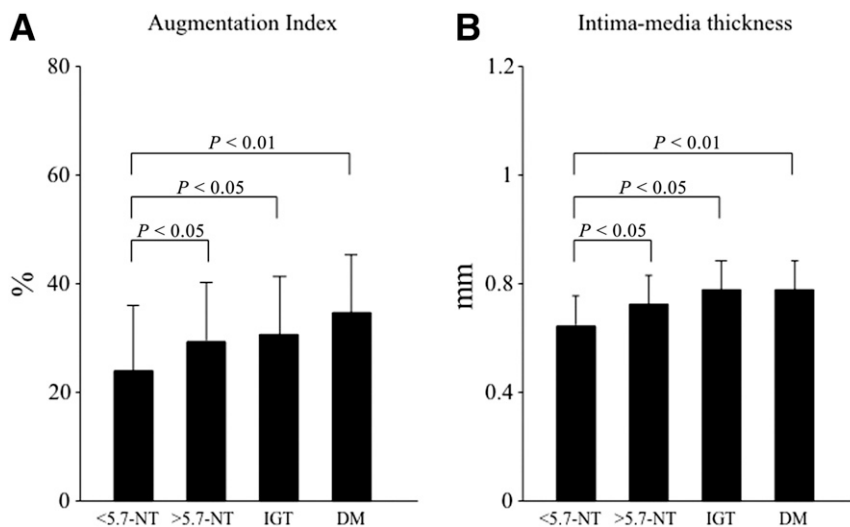 A Augmentation Index
80
60
40
20
0
%
P < 0.01
P < 0.05
P < 0.05
<5.7-NT >5.7-NT IGT DM
B Intima-media thickness
1.2
1
0.8
0.4
0
mm
P < 0.01
P < 0.05
P < 0.05
<5.7-NT >5.7-NT IGT DM